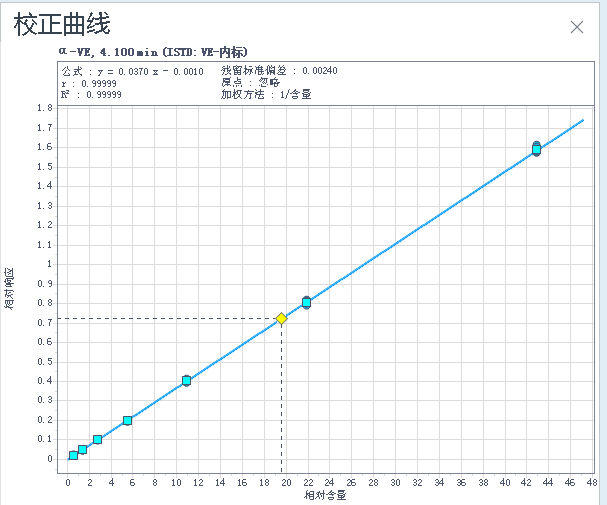 校正曲线
α-VE, 4.100min (ISTD: VE-内标)
公式 : y = 0.0370 x - 0.0010 残留标准偏差 : 0.00240
r : 0.99999 原点 : 忽略
R² : 0.99999 加权方法 : 1/含量
1.8
1.7
1.6
1.5
1.4
1.3
1.2
1.1
1
0.9
0.8
0.7
0.6
0.5
0.4
0.3
0.2
0.1
0
相对响应
0 2 4 6 8 10 12 14 16 18 20 22 24 26 28 30 32 34 36 38 40 42 44 46 48
相对含量